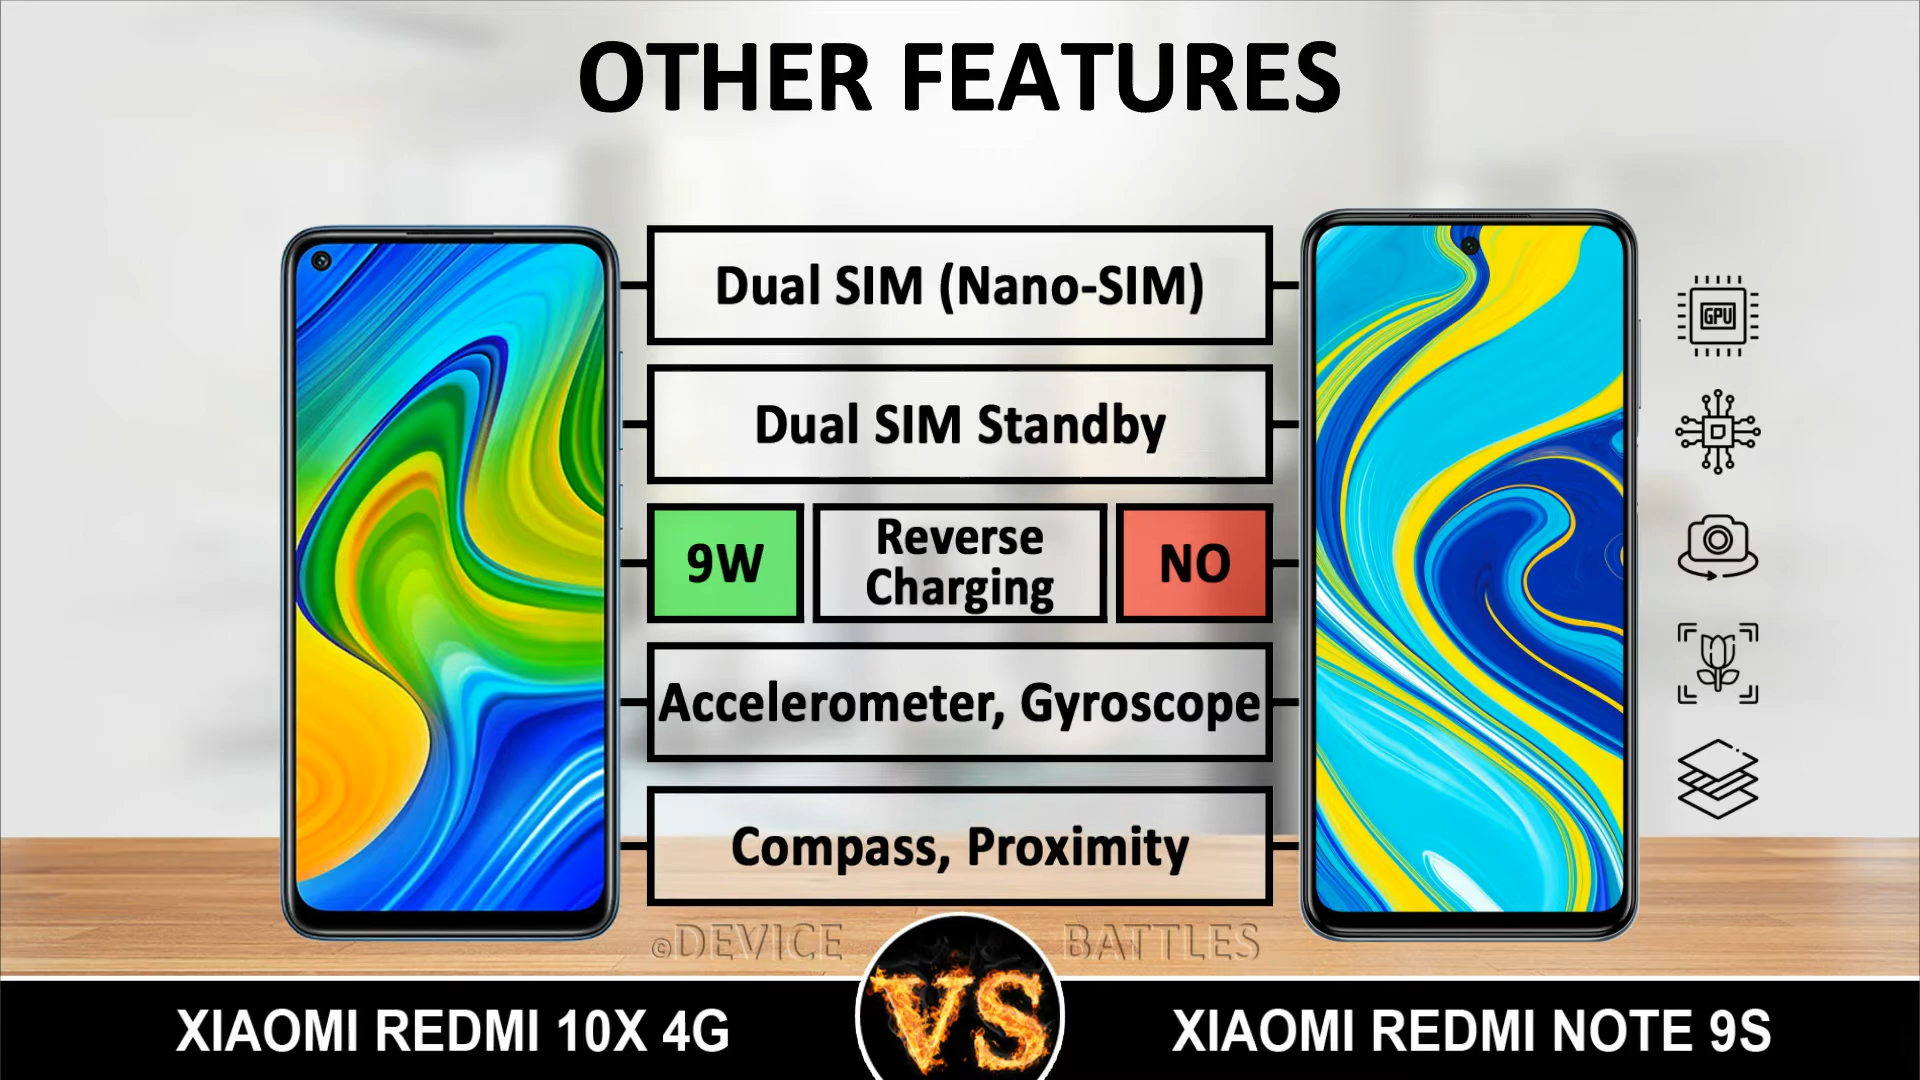 OTHER FEATURES
Dual SIM (Nano-SIM)
Dual SIM Standby
9W
Reverse
Charging
NO
Accelerometer, Gyroscope
Compass, Proximity
GPU
©DEVICE BATTLES
XIAOMI REDMI 10X 4G
VS
XIAOMI REDMI NOTE 9S